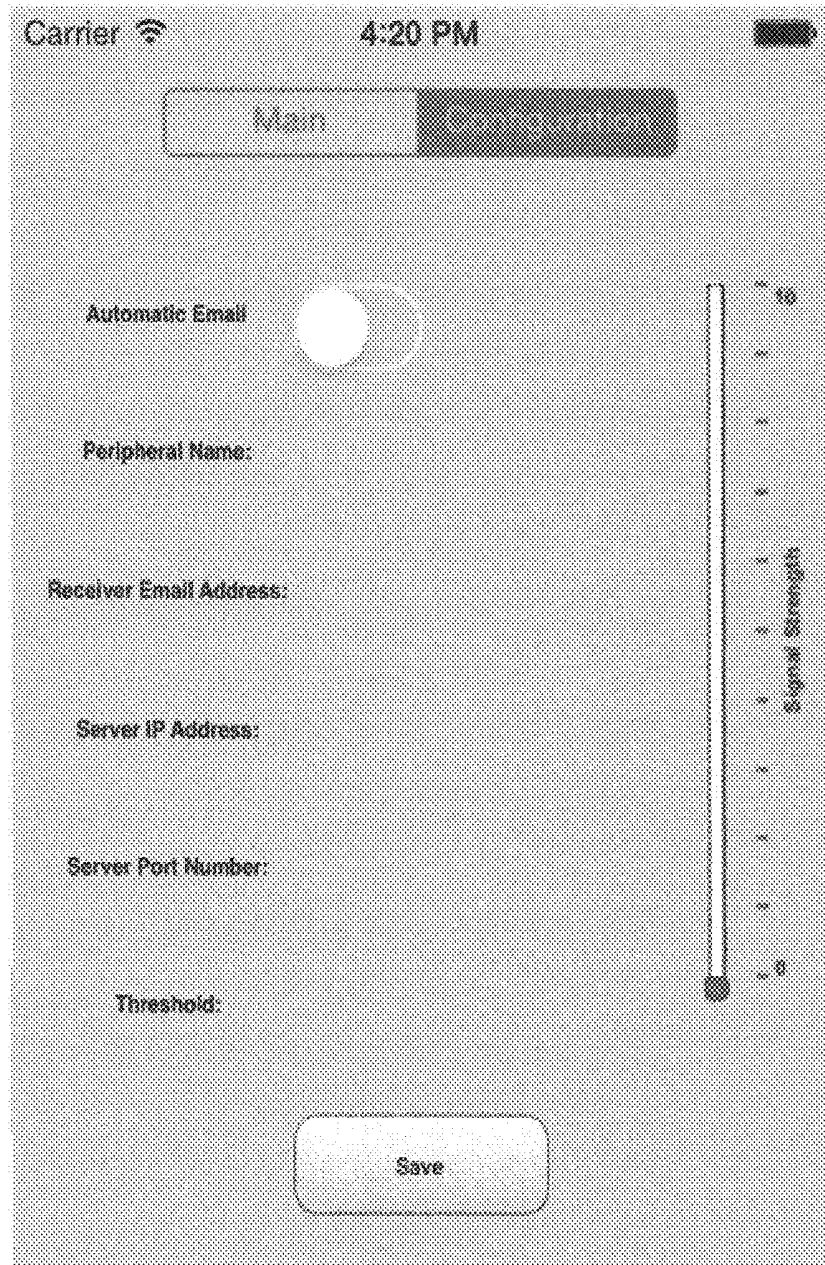 Carrier 4:20 PM
Main Configuration
10
Automatic Email
Peripheral Name:
Receiver Email Address:
Signal Strength
Server IP Address:
Server Port Number:
0
Threshold:
Save